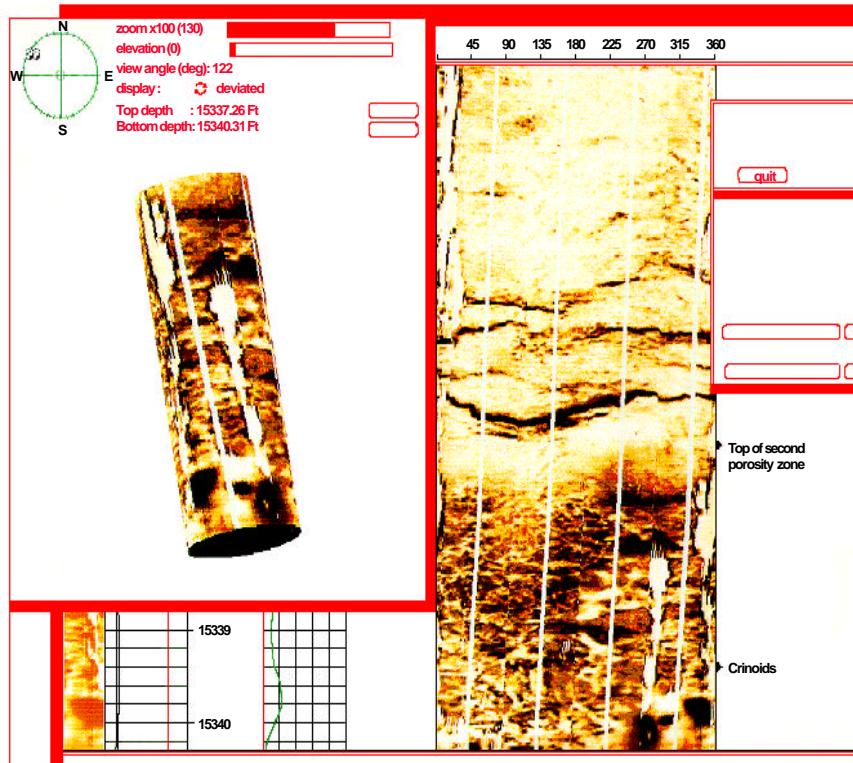 N
W
E
S
zoom x100 (130)
elevation (0)
view angle (deg): 122
display : deviated
Top depth : 15337.26 Ft
Bottom depth: 15340.31 Ft
45 90 135 180 225 270 315 360
quit
Top of second
porosity zone
Crinoids
15339
15340